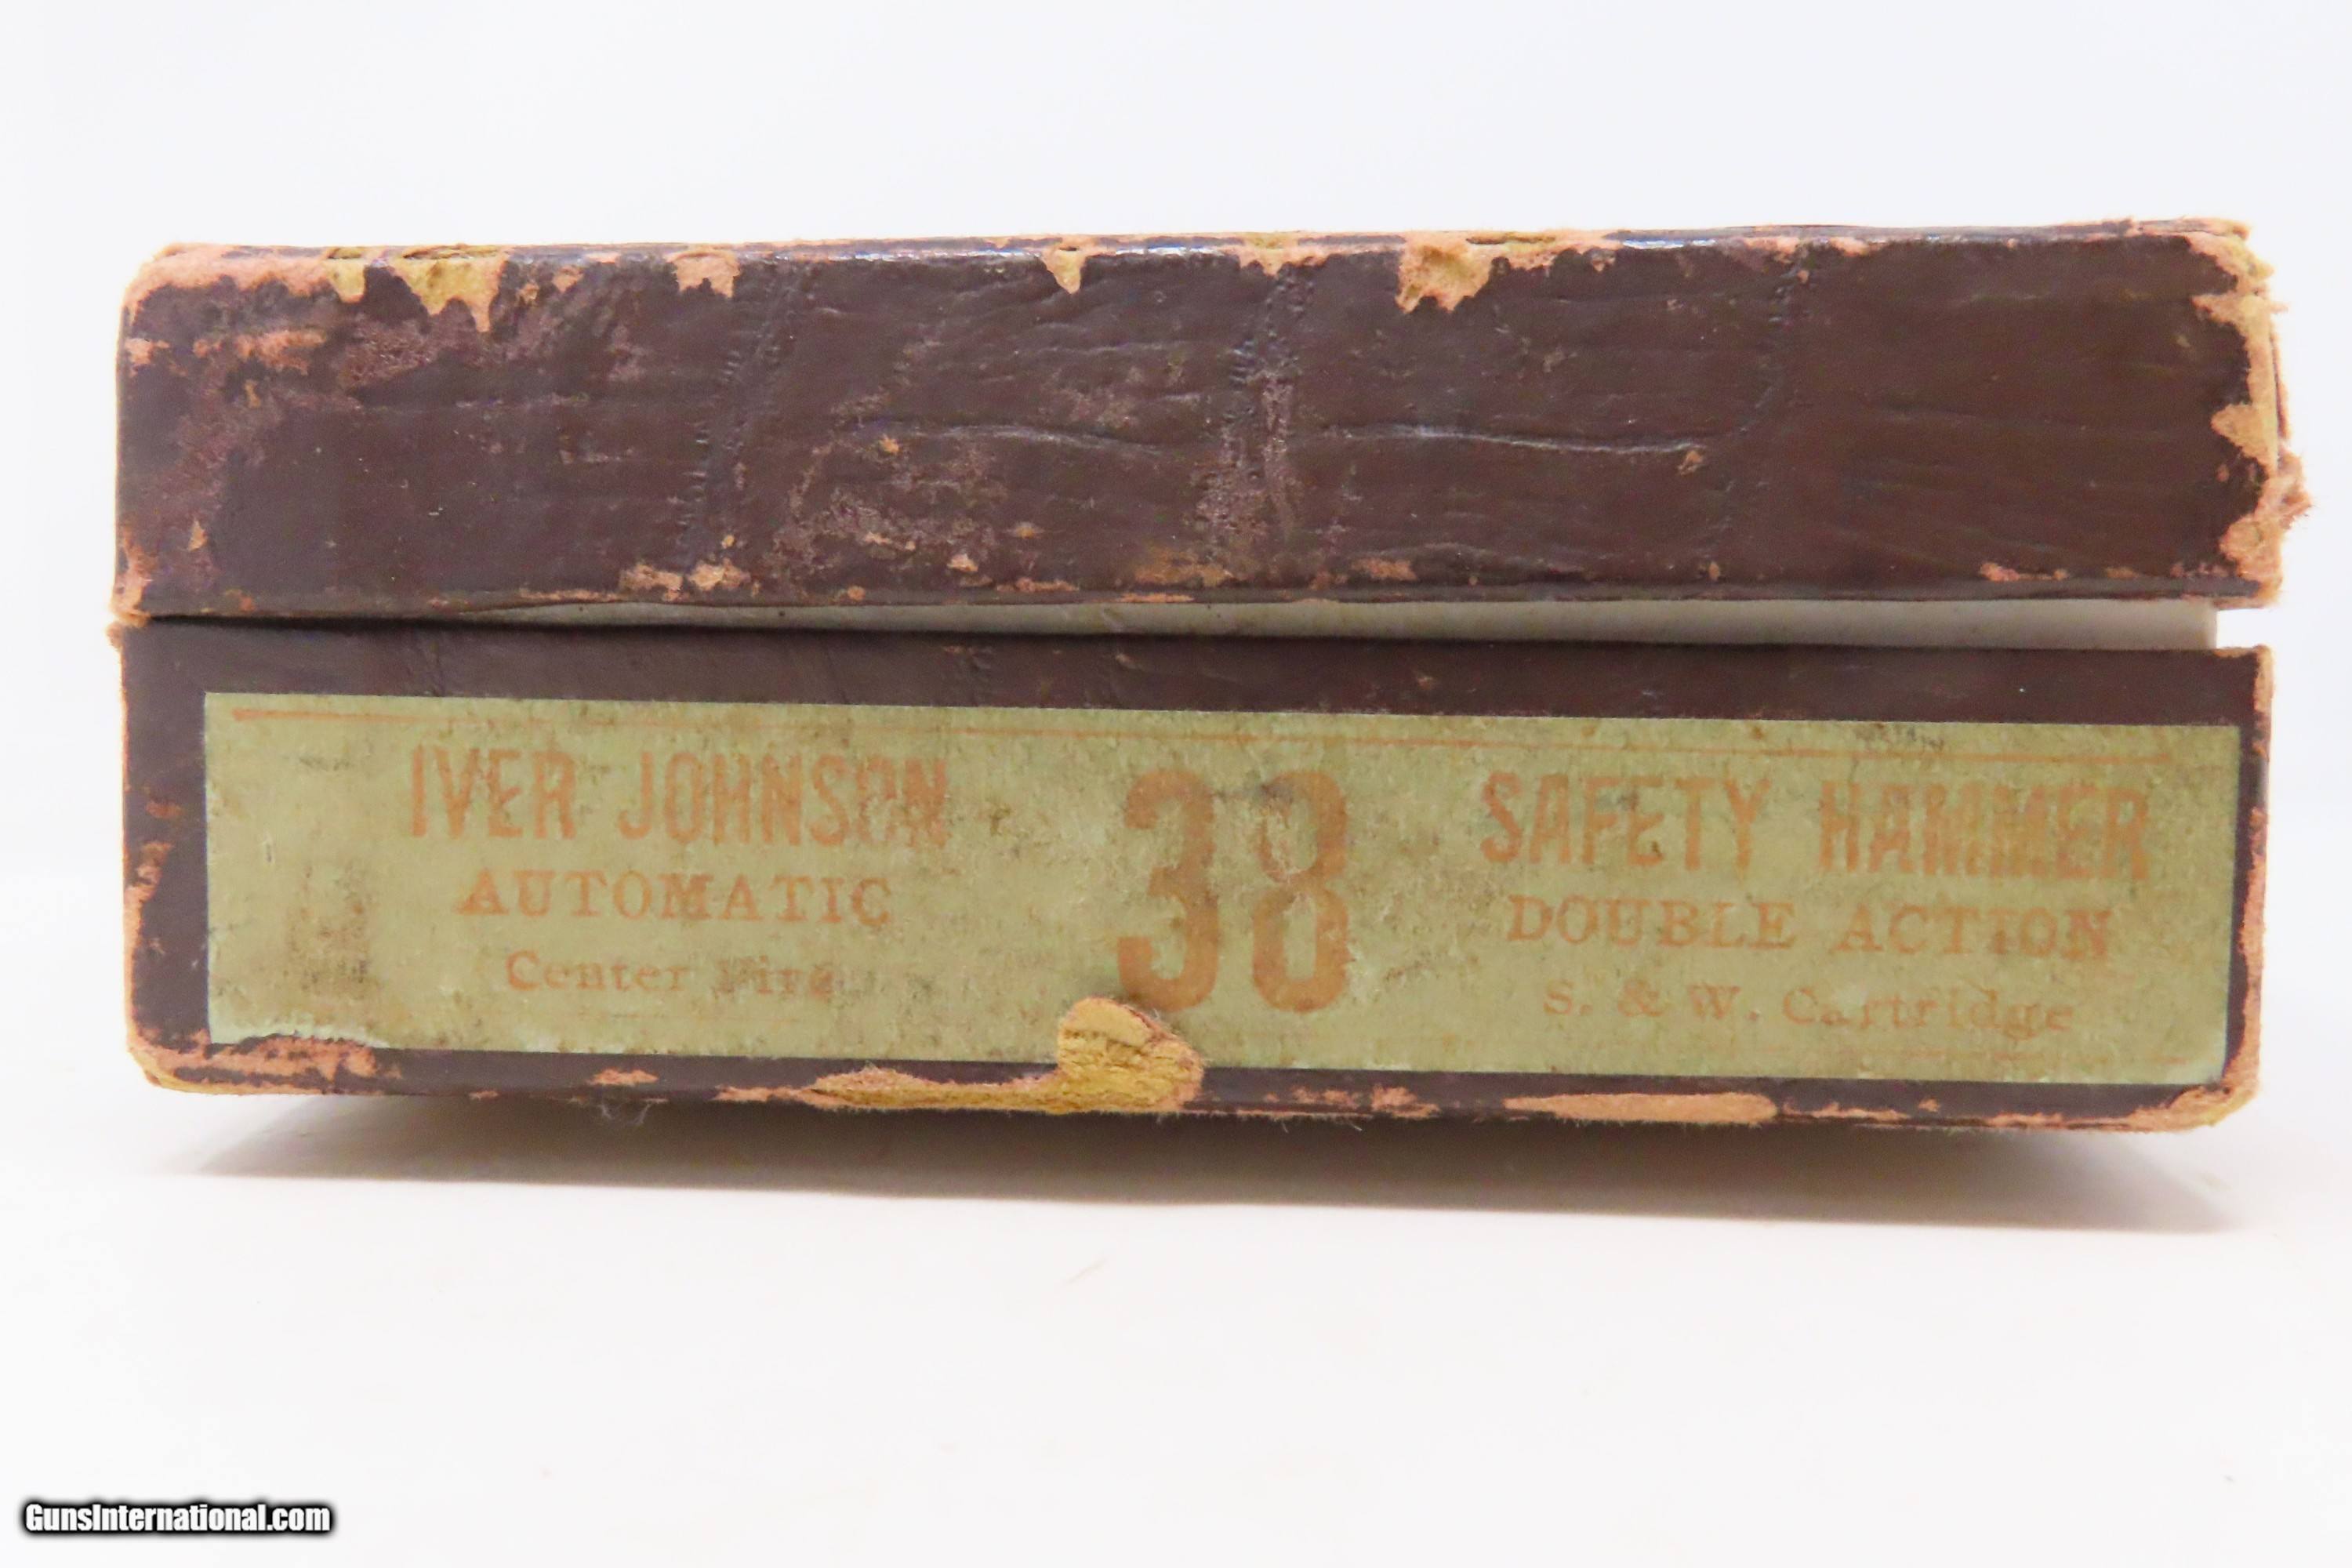 IVER JOHNSON
AUTOMATIC
Center Fire
38
SAFETY HAMMER
DOUBLE ACTION
S. & W. Cartridge
GunsInternational.com